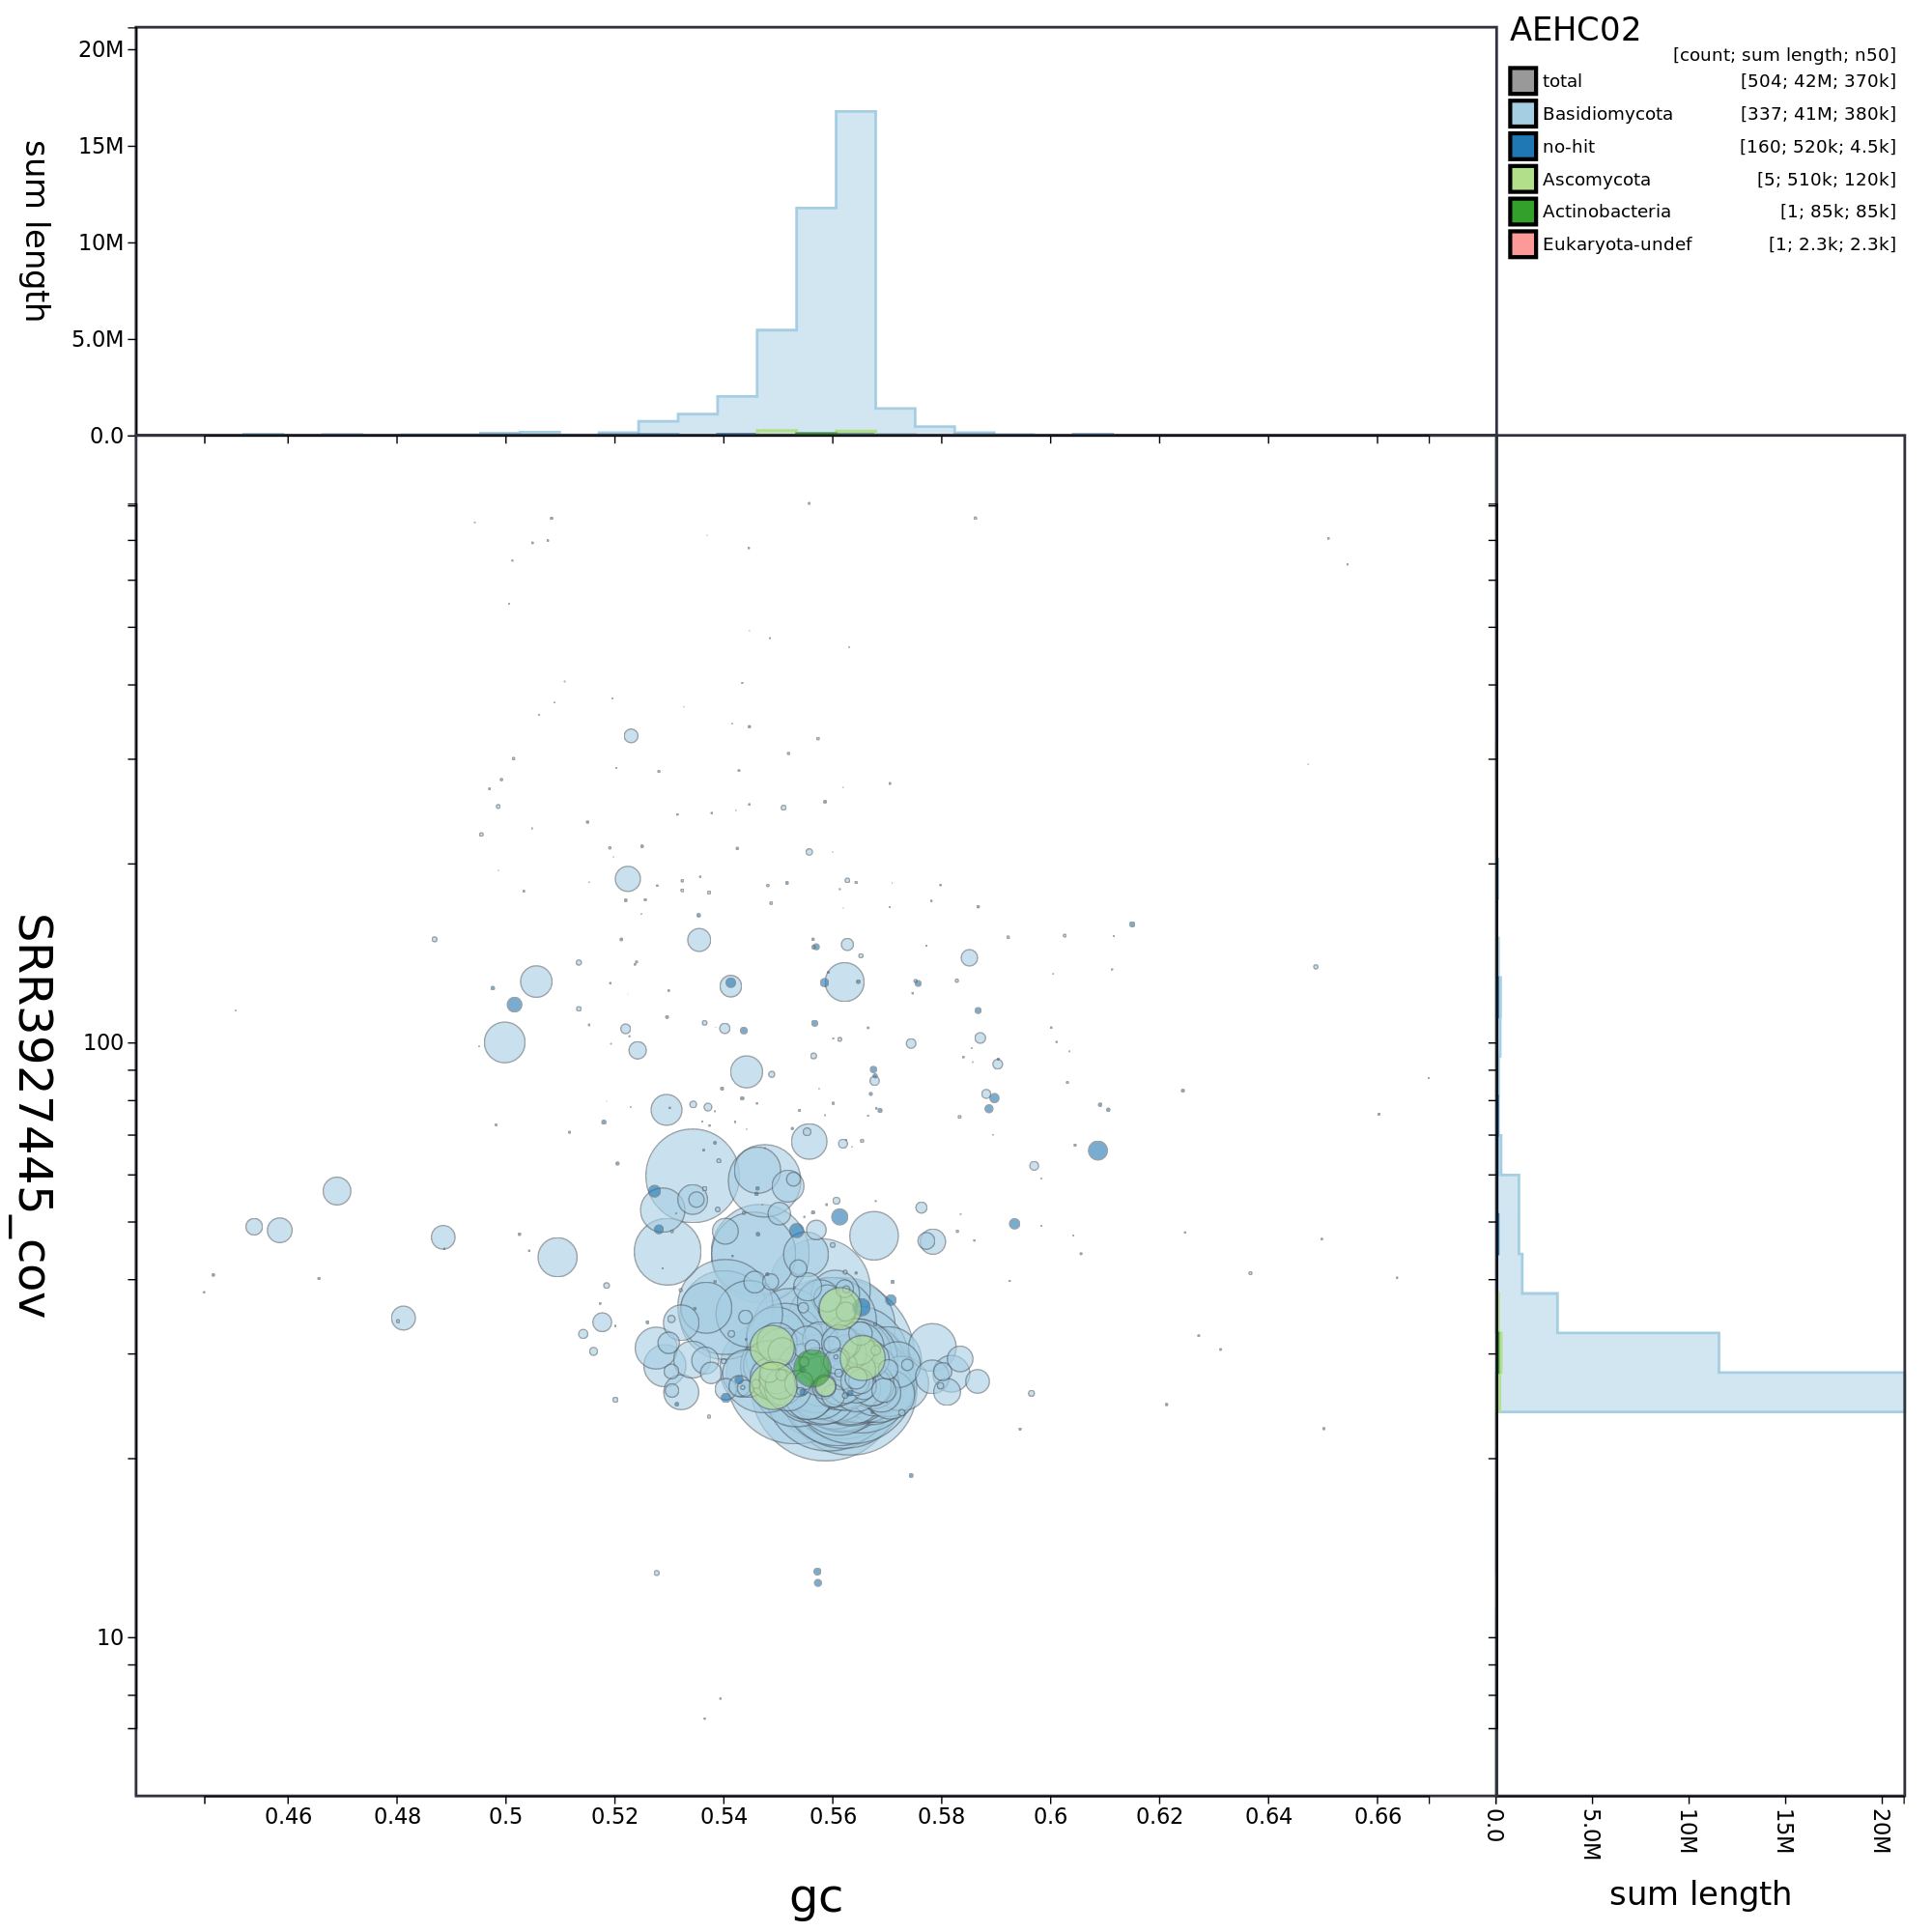 AEHC02
[count; sum length; n50]
total [504; 42M; 370k]
Basidiomycota [337; 41M; 380k]
no-hit [160; 520k; 4.5k]
Ascomycota [5; 510k; 120k]
Actinobacteria [1; 85k; 85k]
Eukaryota-undef [1; 2.3k; 2.3k]
sum length
20M
15M
10M
5.0M
0.0
SRR3927445_cov
100
10
0.46 0.48 0.5 0.52 0.54 0.56 0.58 0.6 0.62 0.64 0.66
gc
0.0 5.0M 10M 15M 20M
sum length